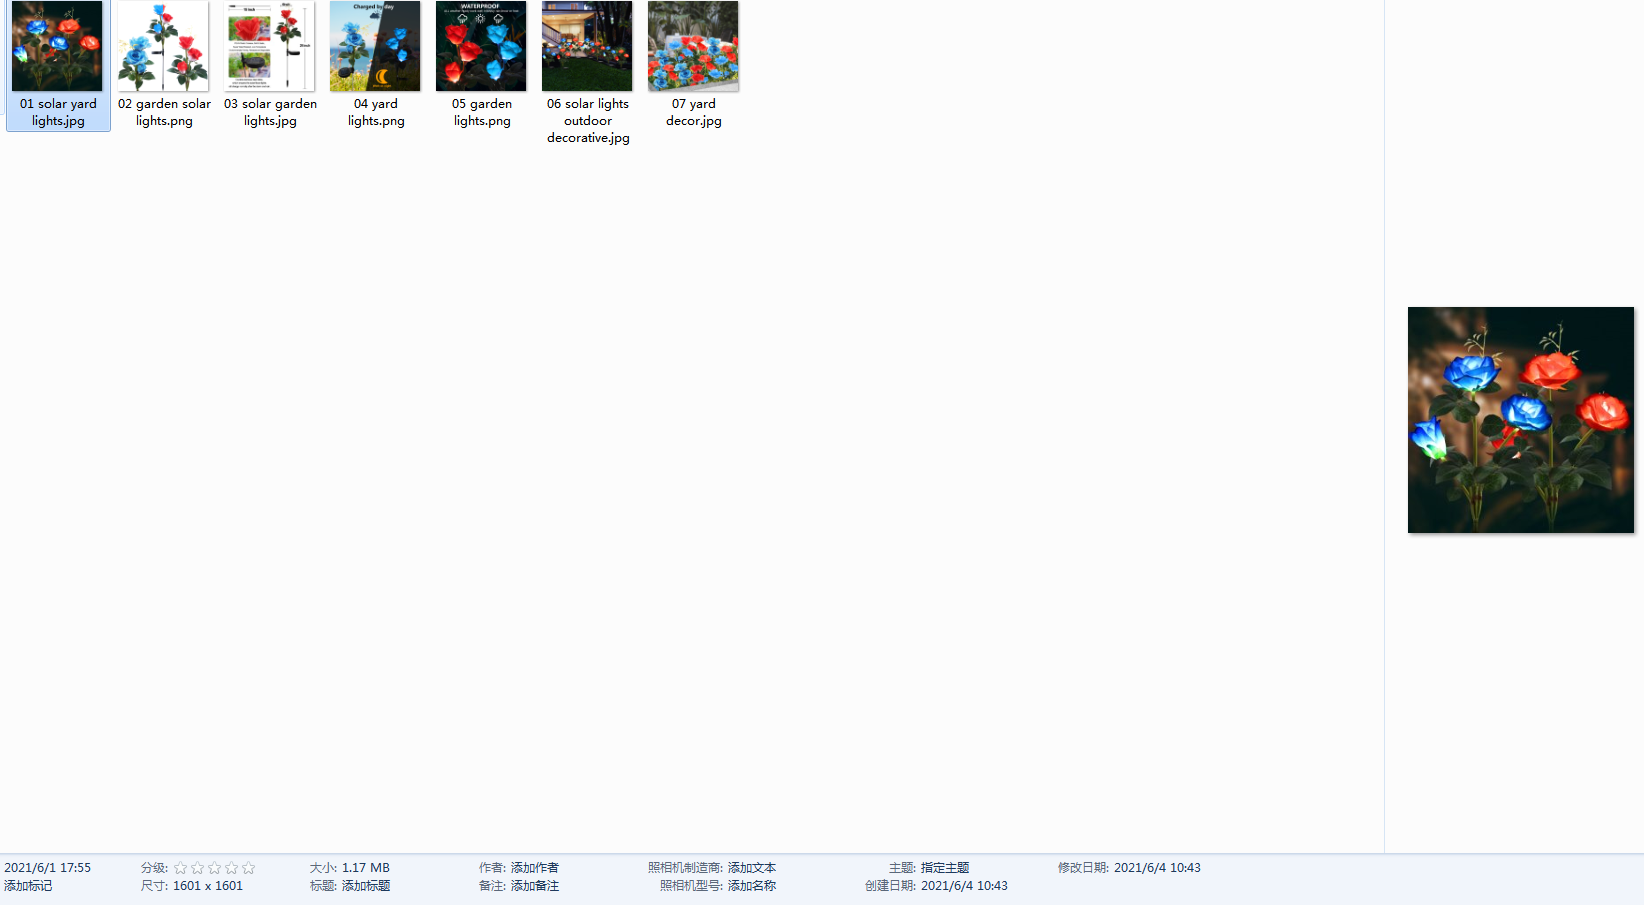 Charged by day
WATERPROOF
10 inch
01 solar yard
lights.jpg
02 garden solar
lights.png
03 solar garden
lights.jpg
04 yard
lights.png
05 garden
lights.png
06 solar lights
outdoor
decorative.jpg
07 yard
decor.jpg
2021/6/1 17:55
分级:
大小: 1.17 MB
作者: 添加作者
照相机制造商: 添加文本
主题: 指定主题
修改日期: 2021/6/4 10:43
添加标记
尺寸: 1601 x 1601
标题: 添加标题
备注: 添加备注
照相机型号: 添加名称
创建日期: 2021/6/4 10:43